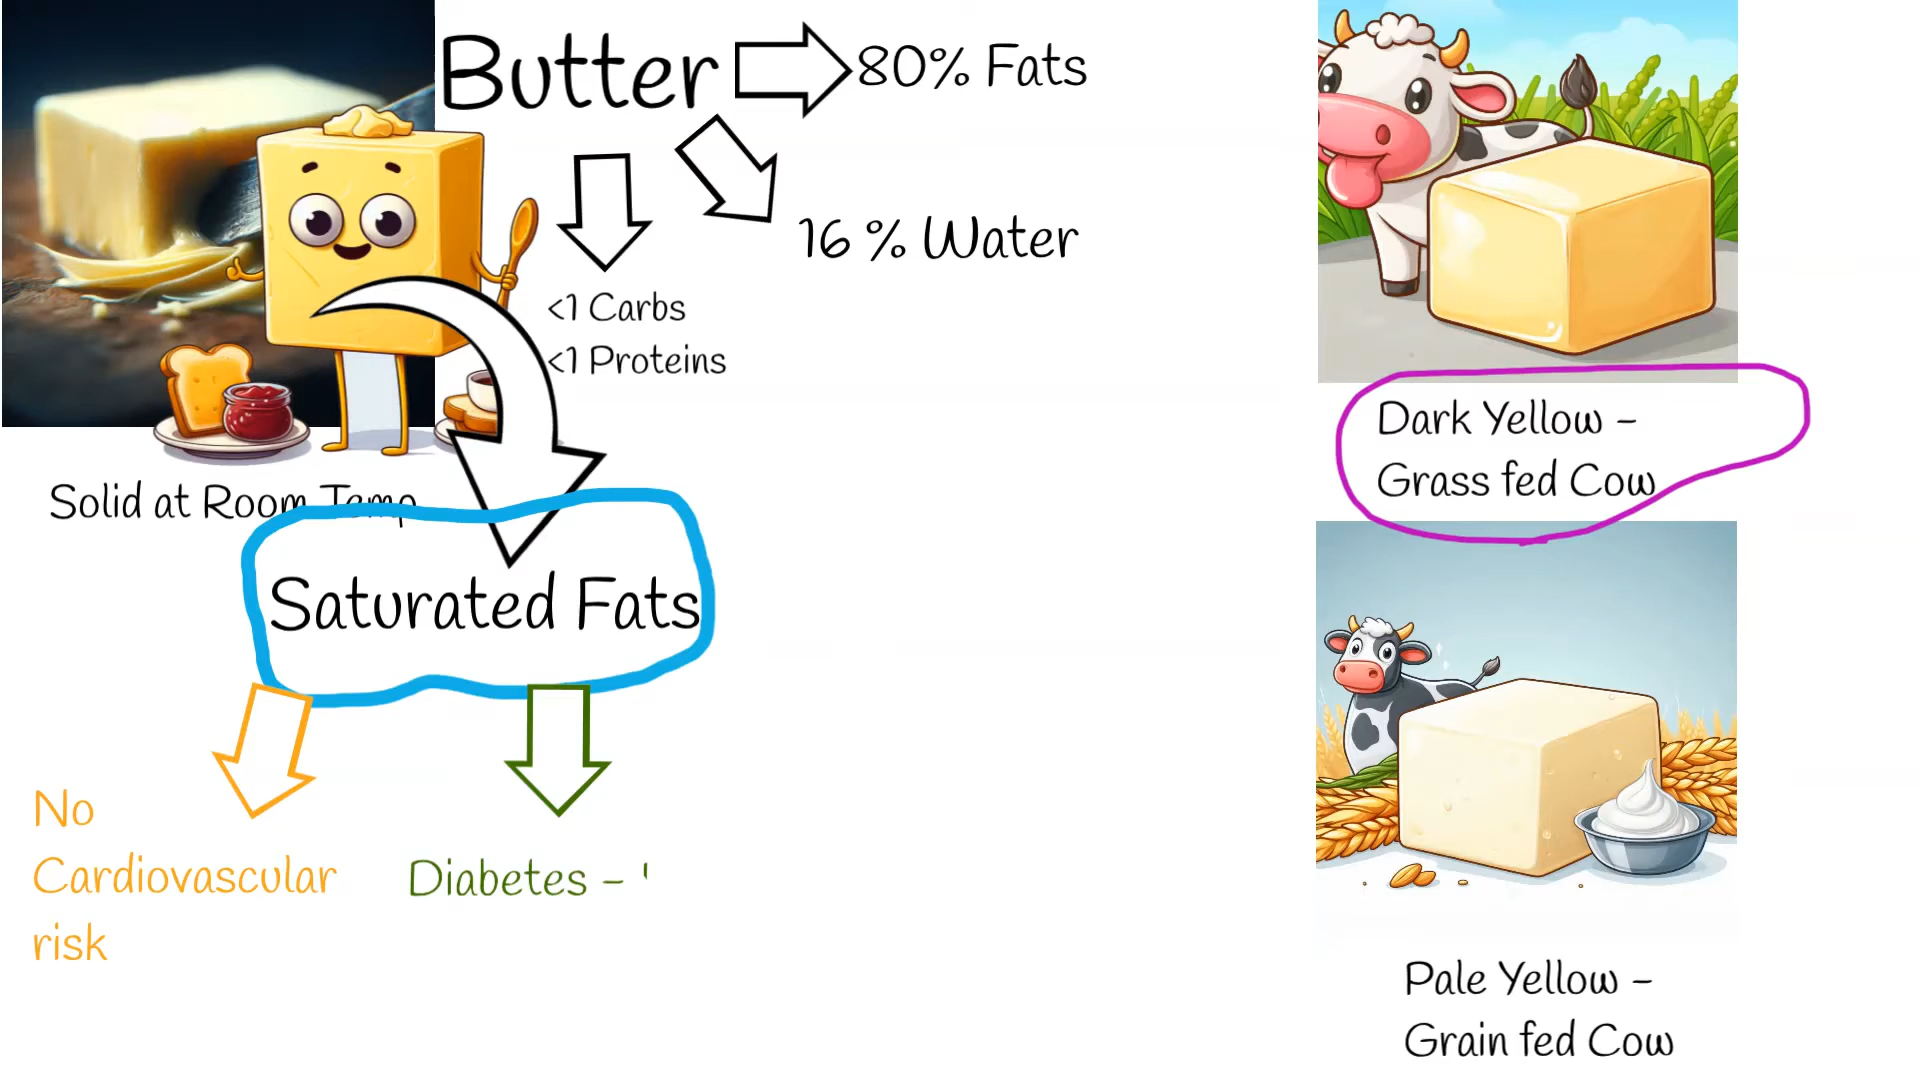 Butter
80% Fats
16 % Water
<1 Carbs
<1 Proteins
Solid at Room Temp
Saturated Fats
No
Cardiovascular
risk
Diabetes –
Dark Yellow –
Grass fed Cow
Pale Yellow –
Grain fed Cow